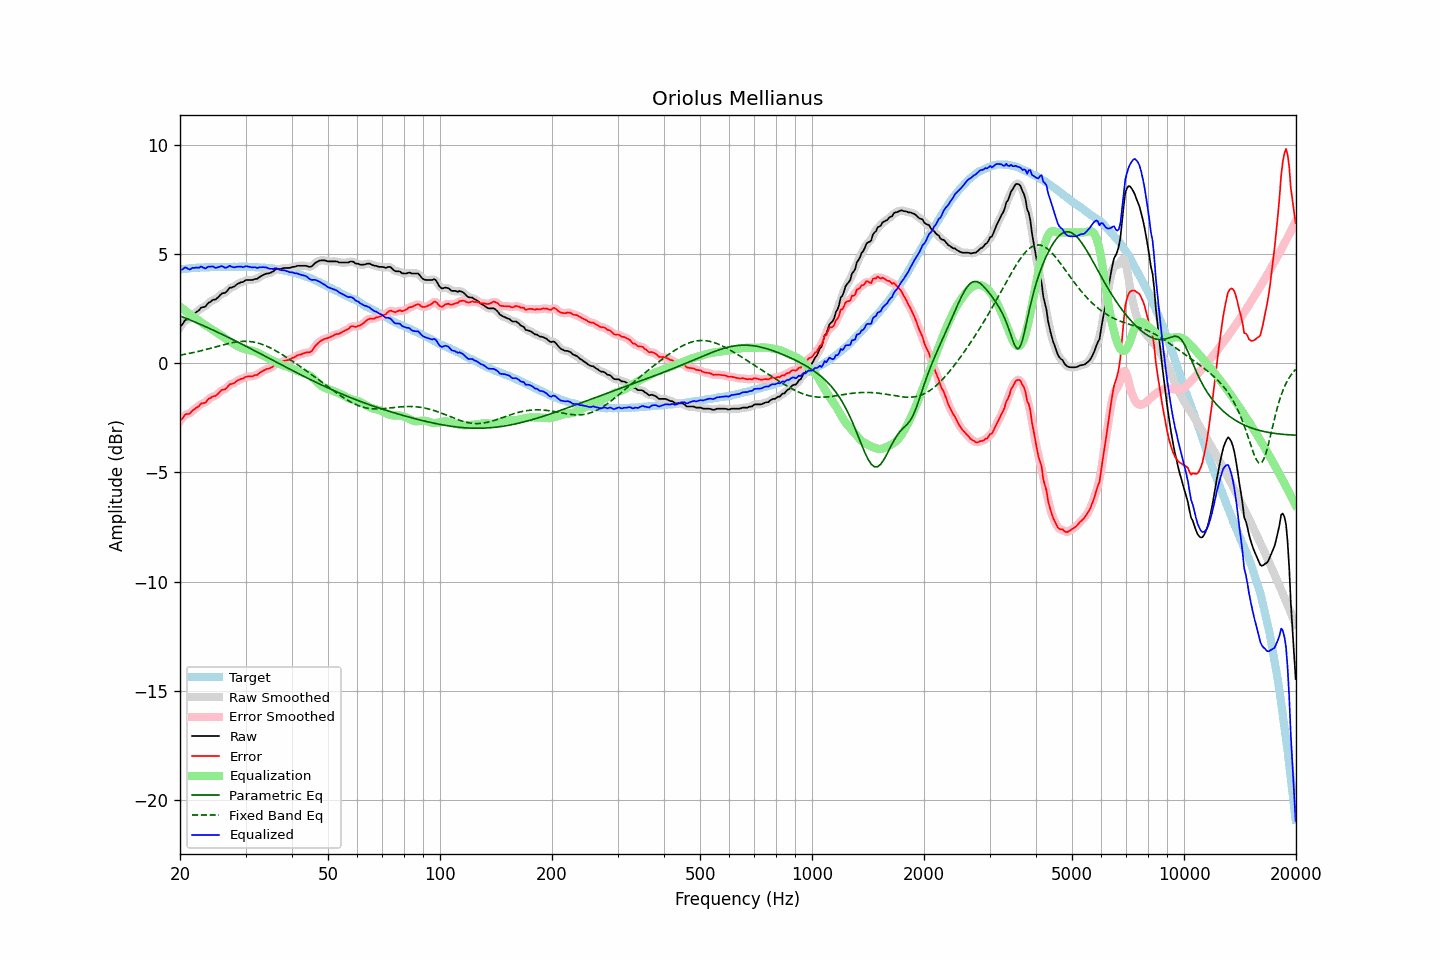 Oriolus Mellianus
10
5
0
−5
−10
−15
−20
Amplitude (dBr)
Target
Raw Smoothed
Error Smoothed
Raw
Error
Equalization
Parametric Eq
Fixed Band Eq
Equalized
20 50 100 200 500 1000 2000 5000 10000 20000
Frequency (Hz)